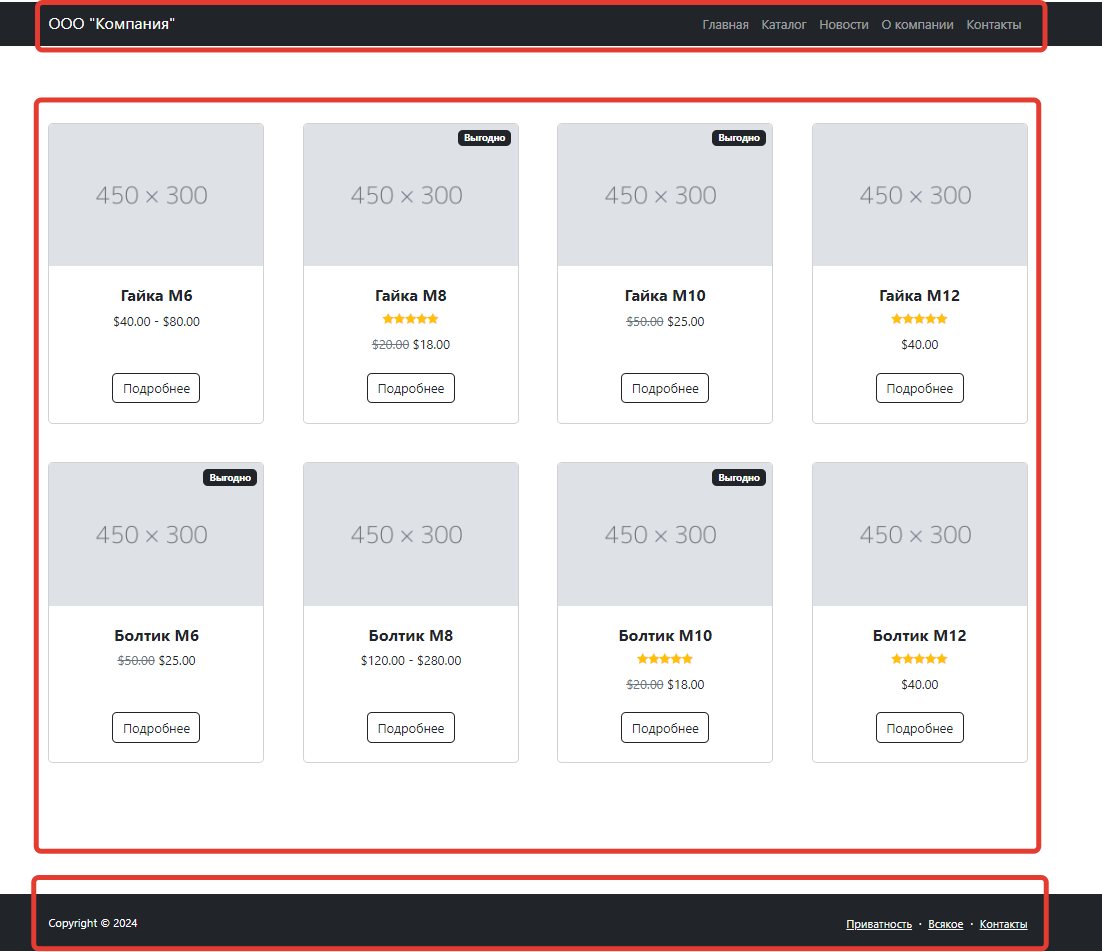 ООО "Компания"
Главная Каталог Новости О компании Контакты
450 × 300
Гайка М6
$40.00 - $80.00
Подробнее
Выгодно
450 × 300
Гайка М8
$20.00 $18.00
Подробнее
Выгодно
450 × 300
Гайка М10
$50.00 $25.00
Подробнее
450 × 300
Гайка М12
$40.00
Подробнее
Выгодно
450 × 300
Болтик М6
$50.00 $25.00
Подробнее
450 × 300
Болтик М8
$120.00 - $280.00
Подробнее
Выгодно
450 × 300
Болтик М10
$20.00 $18.00
Подробнее
450 × 300
Болтик М12
$40.00
Подробнее
Copyright © 2024
Приватность · Всякое · Контакты